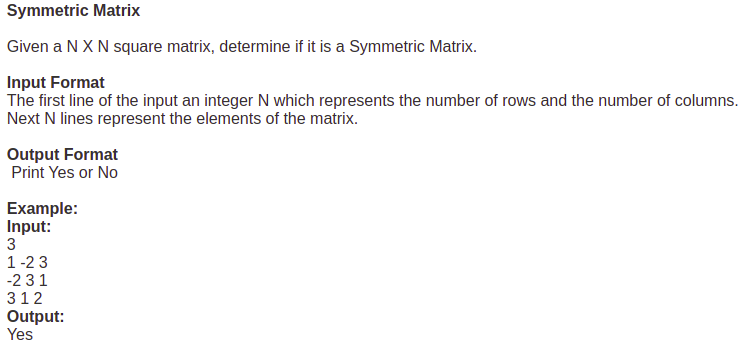 Symmetric Matrix
Given a N X N square matrix, determine if it is a Symmetric Matrix.
Input Format
The first line of the input an integer N which represents the number of rows and the number of columns.
Next N lines represent the elements of the matrix.
Output Format
Print Yes or No
Example:
Input:
3
1 -2 3
-2 3 1
3 1 2
Output:
Yes